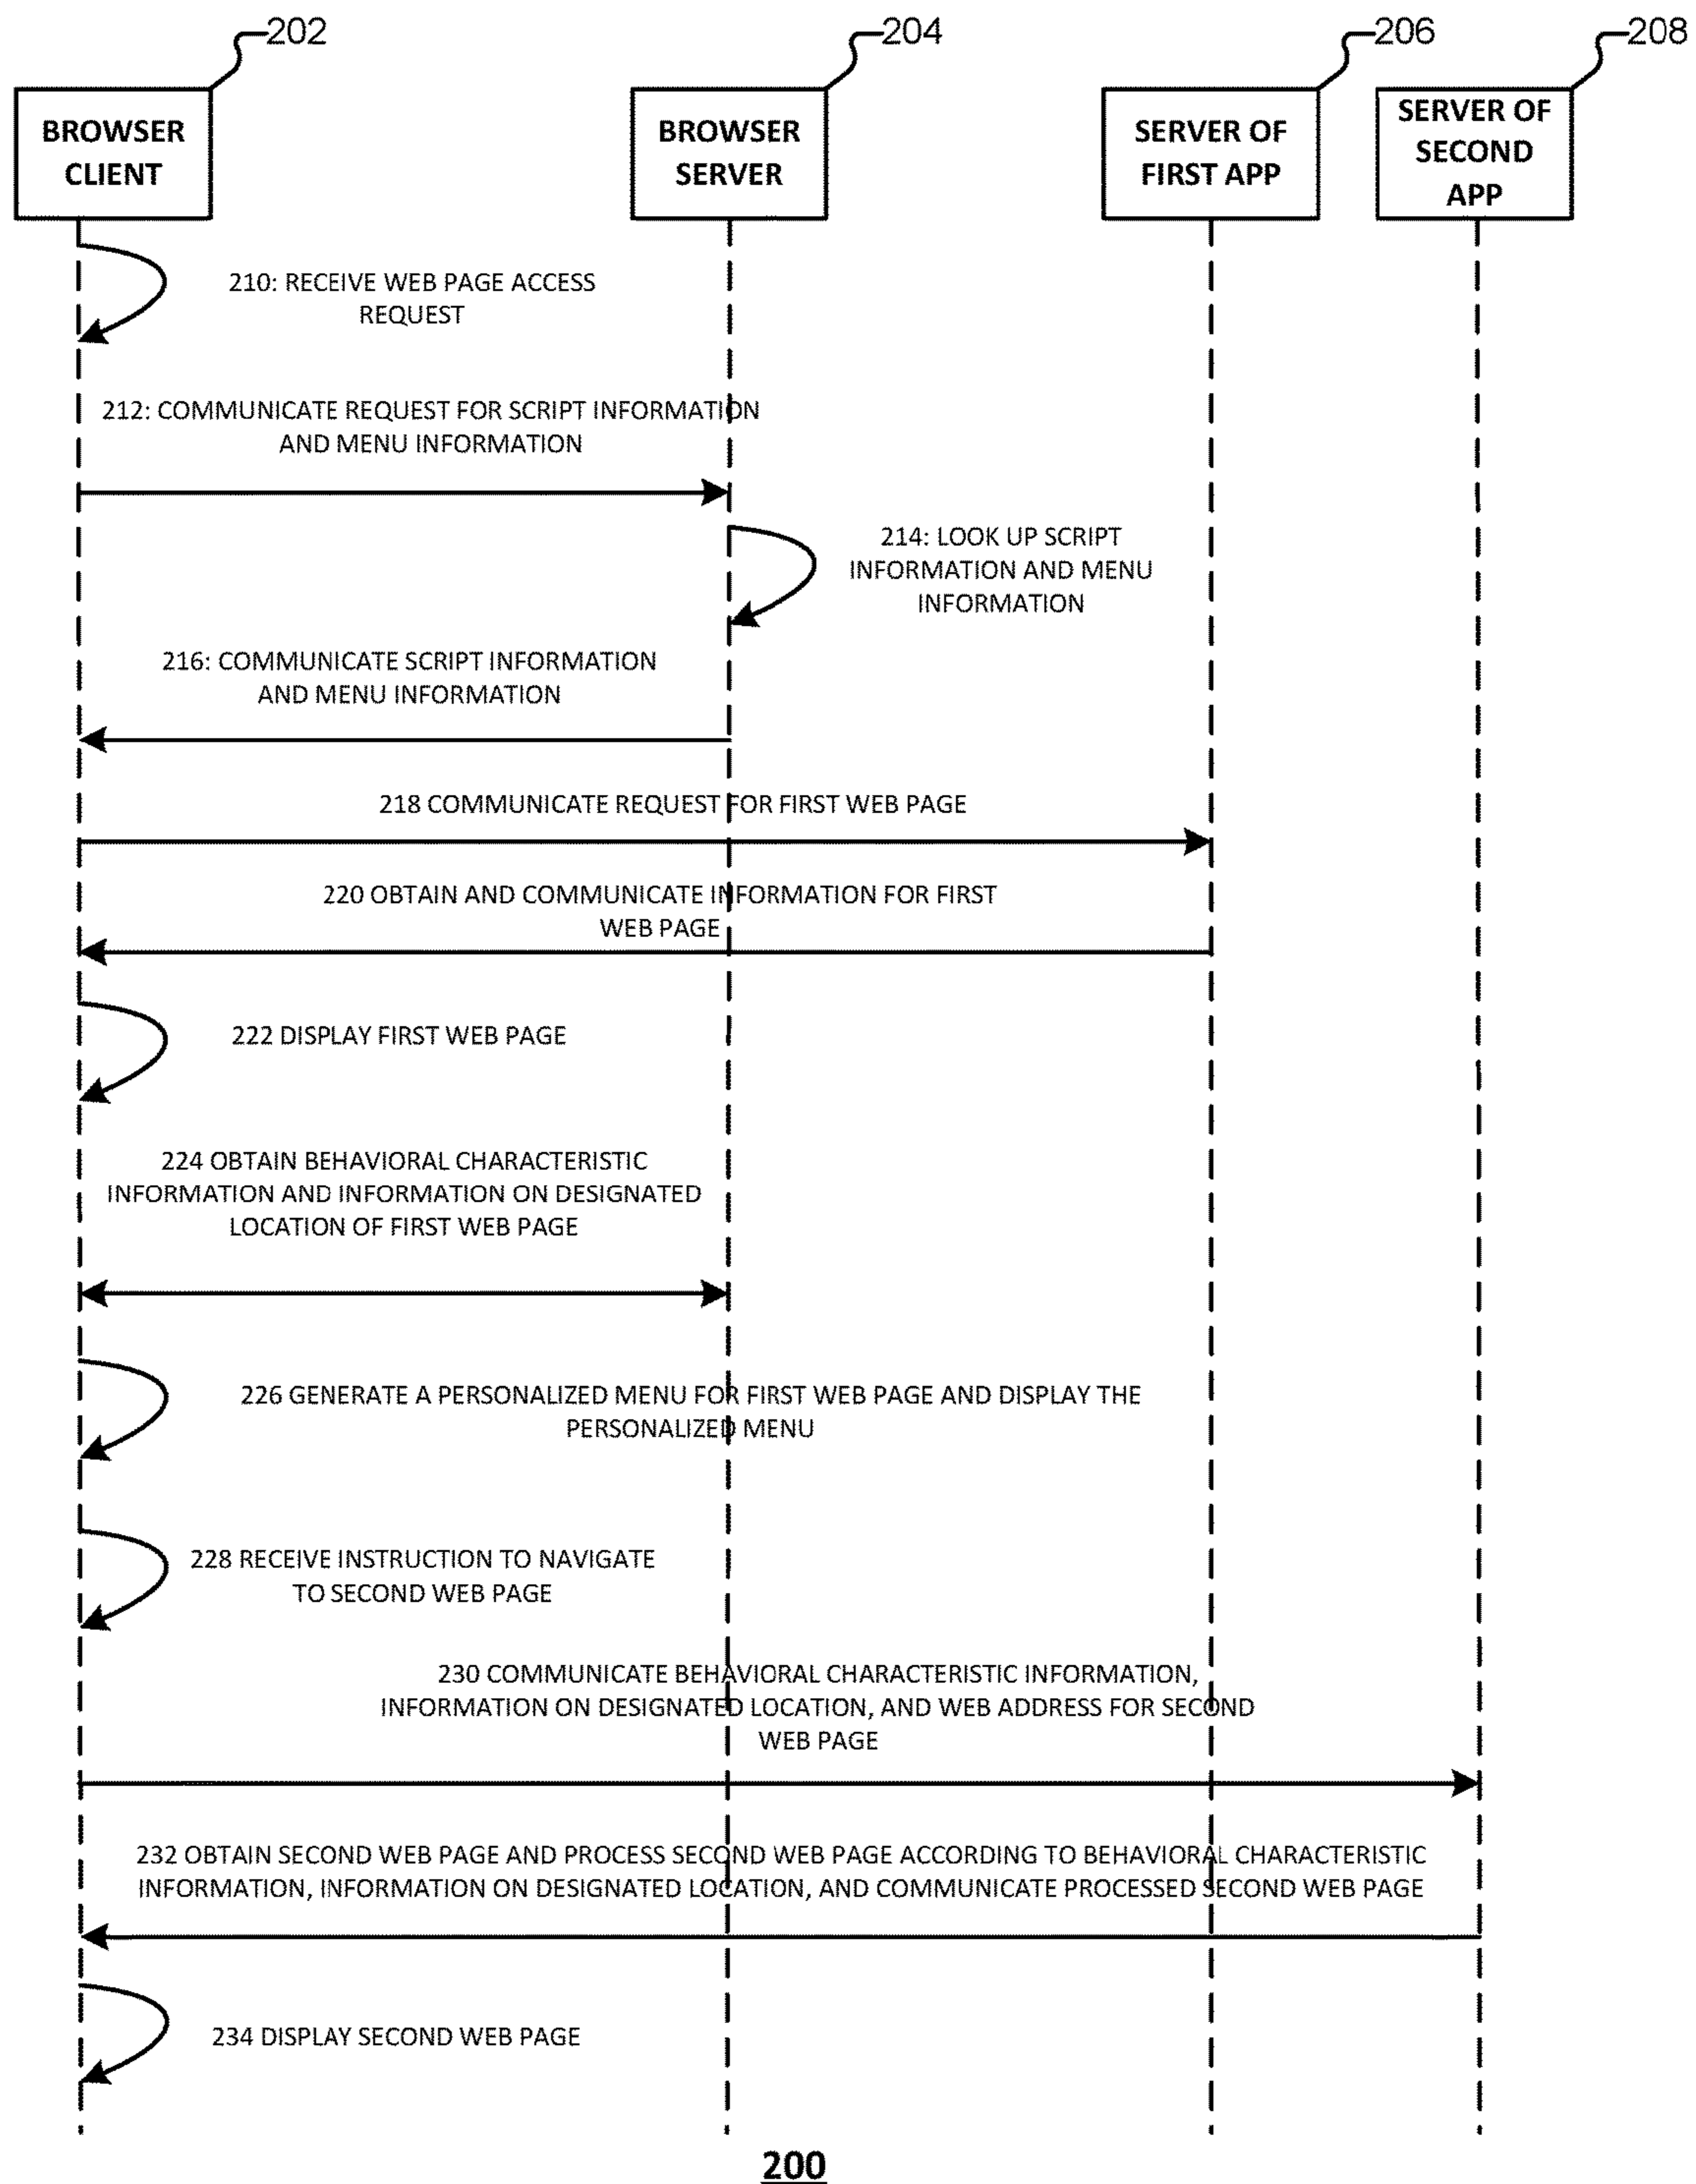 202
204
206
208
BROWSER
CLIENT
BROWSER
SERVER
SERVER OF
FIRST APP
SERVER OF
SECOND
APP
210: RECEIVE WEB PAGE ACCESS
REQUEST
212: COMMUNICATE REQUEST FOR SCRIPT INFORMATION
AND MENU INFORMATION
214: LOOK UP SCRIPT
INFORMATION AND MENU
INFORMATION
216: COMMUNICATE SCRIPT INFORMATION
AND MENU INFORMATION
218 COMMUNICATE REQUEST FOR FIRST WEB PAGE
220 OBTAIN AND COMMUNICATE INFORMATION FOR FIRST
WEB PAGE
222 DISPLAY FIRST WEB PAGE
224 OBTAIN BEHAVIORAL CHARACTERISTIC
INFORMATION AND INFORMATION ON DESIGNATED
LOCATION OF FIRST WEB PAGE
226 GENERATE A PERSONALIZED MENU FOR FIRST WEB PAGE AND DISPLAY THE
PERSONALIZED MENU
228 RECEIVE INSTRUCTION TO NAVIGATE
TO SECOND WEB PAGE
230 COMMUNICATE BEHAVIORAL CHARACTERISTIC INFORMATION,
INFORMATION ON DESIGNATED LOCATION, AND WEB ADDRESS FOR SECOND
WEB PAGE
232 OBTAIN SECOND WEB PAGE AND PROCESS SECOND WEB PAGE ACCORDING TO BEHAVIORAL CHARACTERISTIC
INFORMATION, INFORMATION ON DESIGNATED LOCATION, AND COMMUNICATE PROCESSED SECOND WEB PAGE
234 DISPLAY SECOND WEB PAGE
200